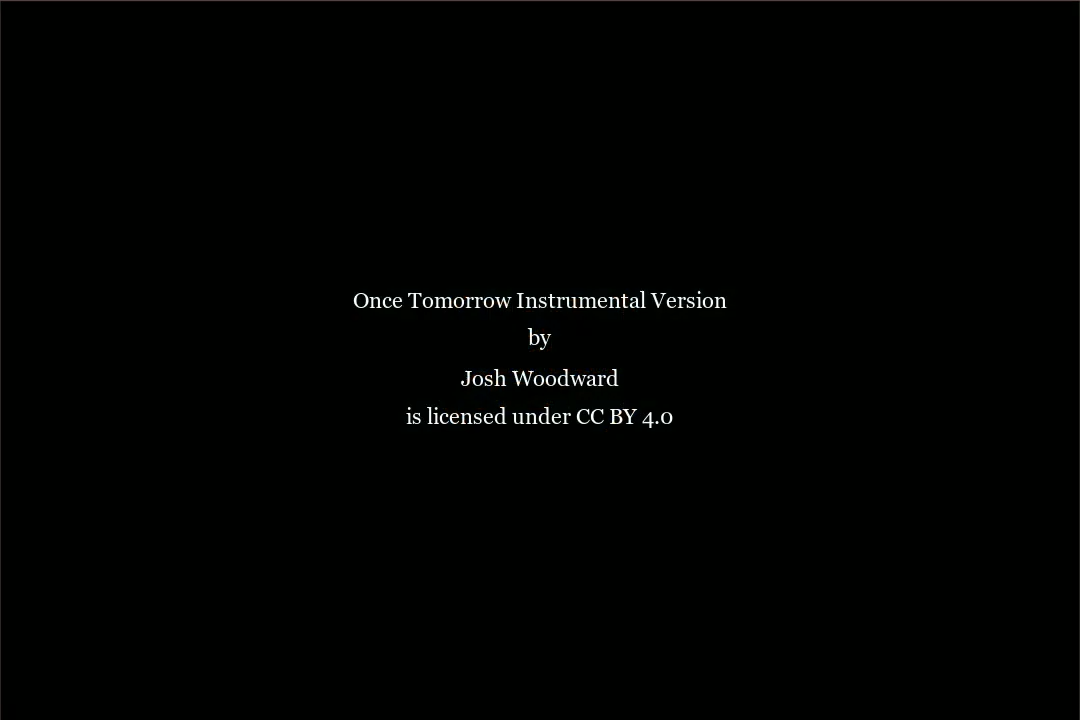 Once Tomorrow Instrumental Version
by
Josh Woodward
is licensed under CC BY 4.0